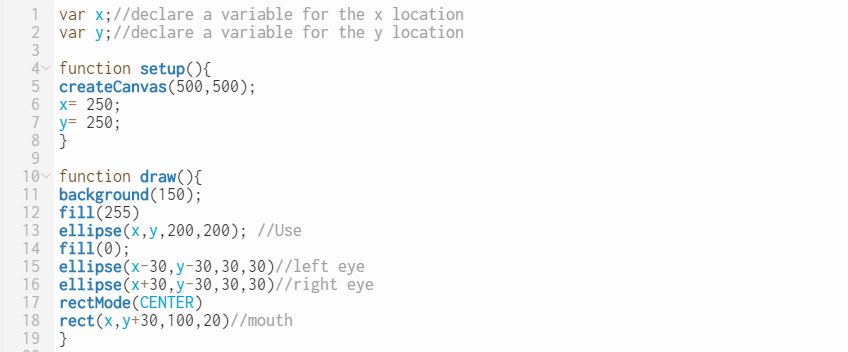 1 var x;//declare a variable for the x location
2 var y;//declare a variable for the y location
3
4 function setup(){
5 createCanvas(500,500);
6 x= 250;
7 y= 250;
8 }
9
10 function draw(){
11 background(150);
12 fill(255)
13 ellipse(x,y,200,200); //Use
14 fill(0);
15 ellipse(x-30,y-30,30,30)//left eye
16 ellipse(x+30,y-30,30,30)//right eye
17 rectMode(CENTER)
18 rect(x,y+30,100,20)//mouth
19 }